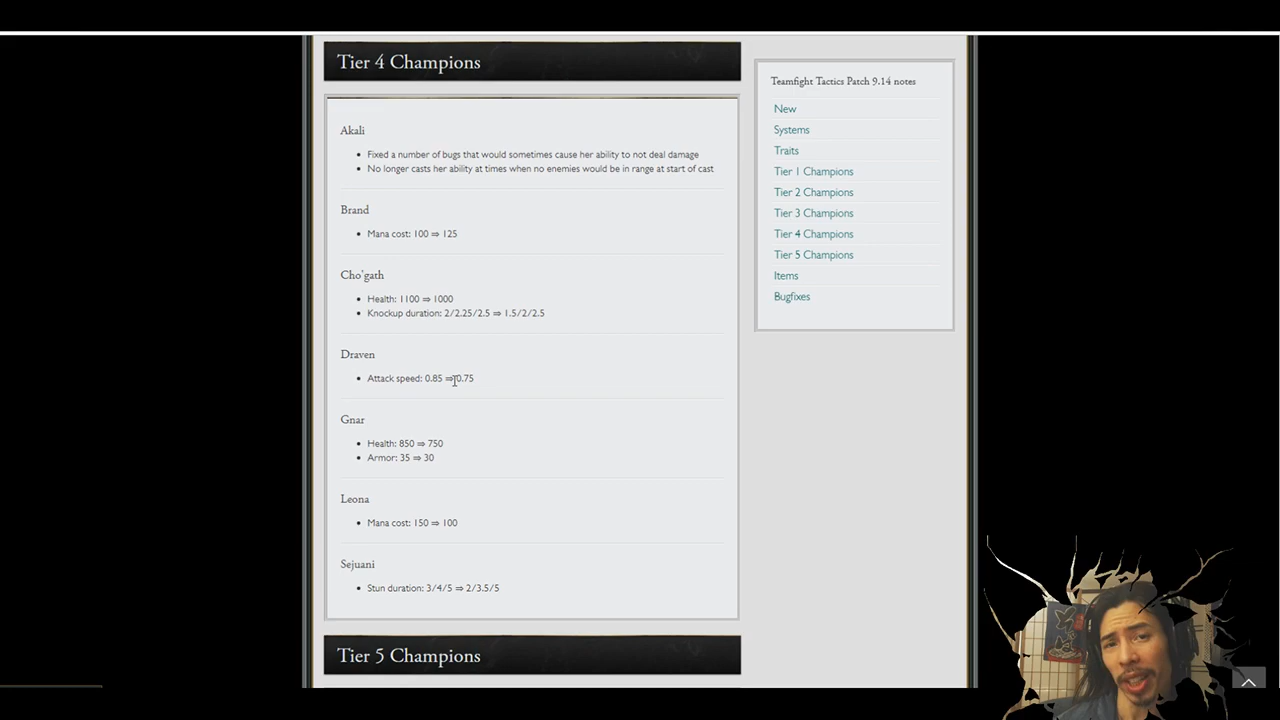 Tier 4 Champions
Akali
• Fixed a number of bugs that would sometimes cause her ability to not deal damage
• No longer casts her ability at times when no enemies would be in range at start of cast
Brand
• Mana cost: 100 ⇒ 125
Cho'gath
• Health: 1100 ⇒ 1000
• Knockup duration: 2/2.25/2.5 ⇒ 1.5/2/2.5
Draven
• Attack speed: 0.85 ⇒ 0.75
Gnar
• Health: 850 ⇒ 750
• Armor: 35 ⇒ 30
Leona
• Mana cost: 150 ⇒ 100
Sejuani
• Stun duration: 3/4/5 ⇒ 2/3.5/5
Tier 5 Champions
Teamfight Tactics Patch 9.14 notes
New
Systems
Traits
Tier 1 Champions
Tier 2 Champions
Tier 3 Champions
Tier 4 Champions
Tier 5 Champions
Items
Bugfixes